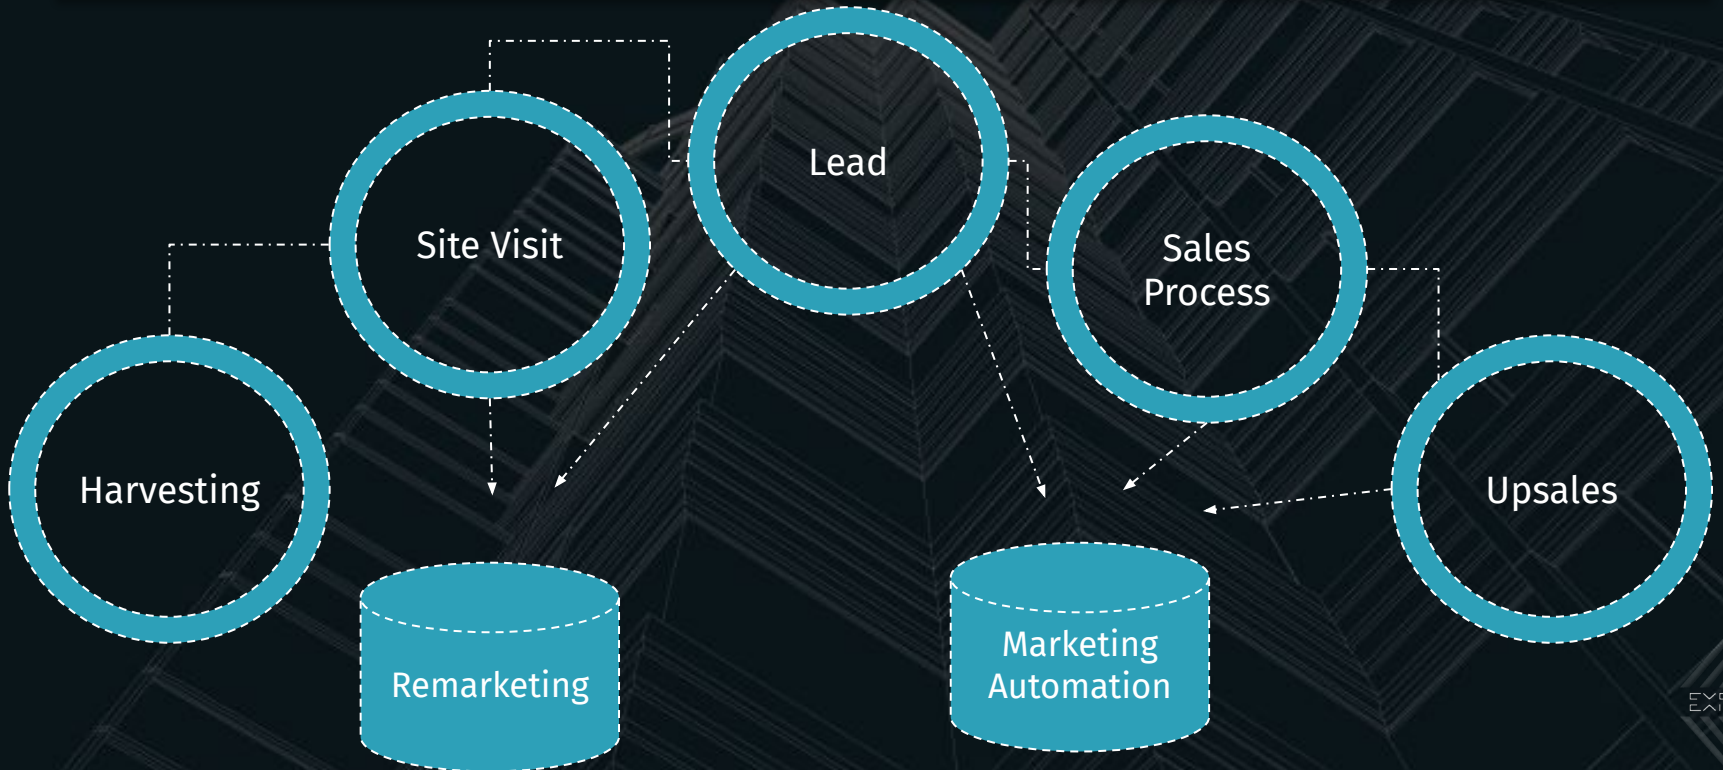 Lead
Site Visit
Sales
Process
Harvesting
Upsales
Remarketing
Marketing
Automation